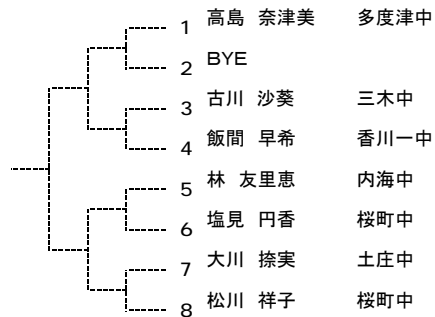 1 高島 奈津美 多度津中
2 BYE
3 古川 沙葵 三木中
4 飯間 早希 香川一中
5 林 友里恵 内海中
6 塩見 円香 桜町中
7 大川 捺実 土庄中
8 松川 祥子 桜町中